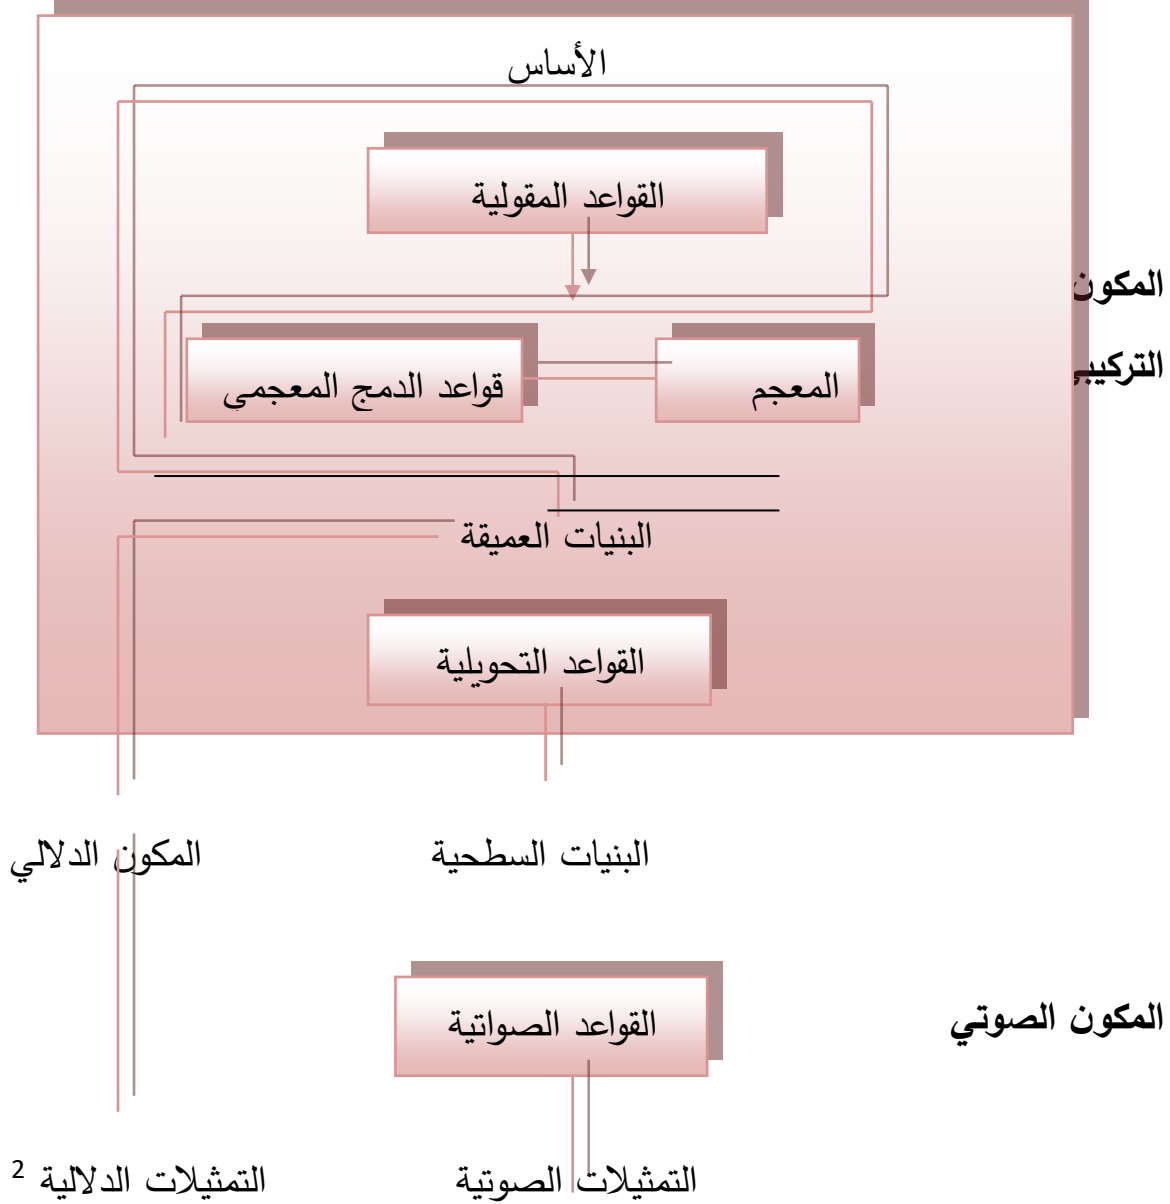 الأساس
القواعد المقولية
المكون
التركيبي
المعجم
قواعد الدمج المعجمي
البنيات العميقة
القواعد التحويلية
البنيات السطحية
المكون الدلالي
المكون الصوتي
القواعد الصواتية
التمثيلات الصوتية
التمثيلات الدلالية 2